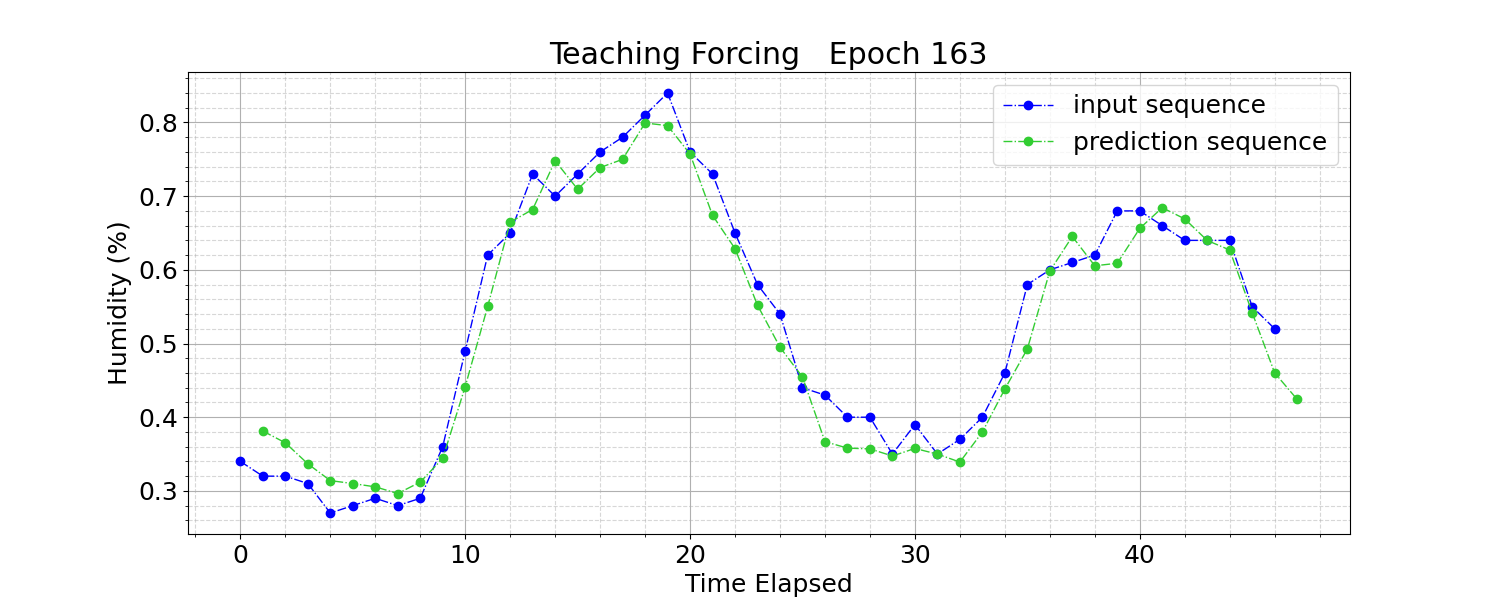 Teaching Forcing   Epoch 163
input sequence
prediction sequence
Humidity (%)
0.8
0.7
0.6
0.5
0.4
0.3
0 10 20 30 40
Time Elapsed